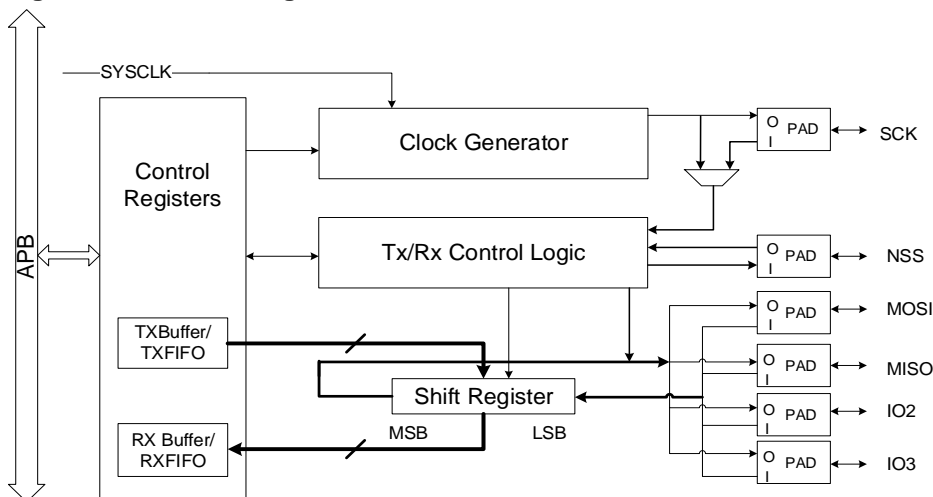 SYSCLK
APB
Control
Registers
Clock Generator
Tx/Rx Control Logic
TXBuffer/
TXFIFO
RX Buffer/
RXFIFO
Shift Register
MSB
LSB
O
I
PAD
SCK
O
I
PAD
NSS
O
I
PAD
MOSI
O
I
PAD
MISO
O
I
PAD
IO2
O
I
PAD
IO3